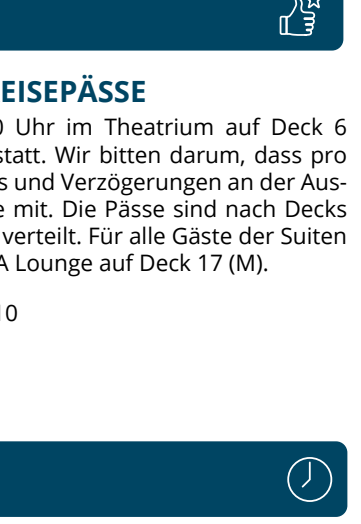 EISEPÄSSE
0 Uhr im Theatrium auf Deck 6
statt. Wir bitten darum, dass pro
s und Verzögerungen an der Aus-
e mit. Die Pässe sind nach Decks
verteilt. Für alle Gäste der Suiten
A Lounge auf Deck 17 (M).
10